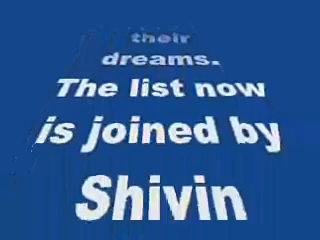 their
dreams.
The list now
is joined by
Shivin